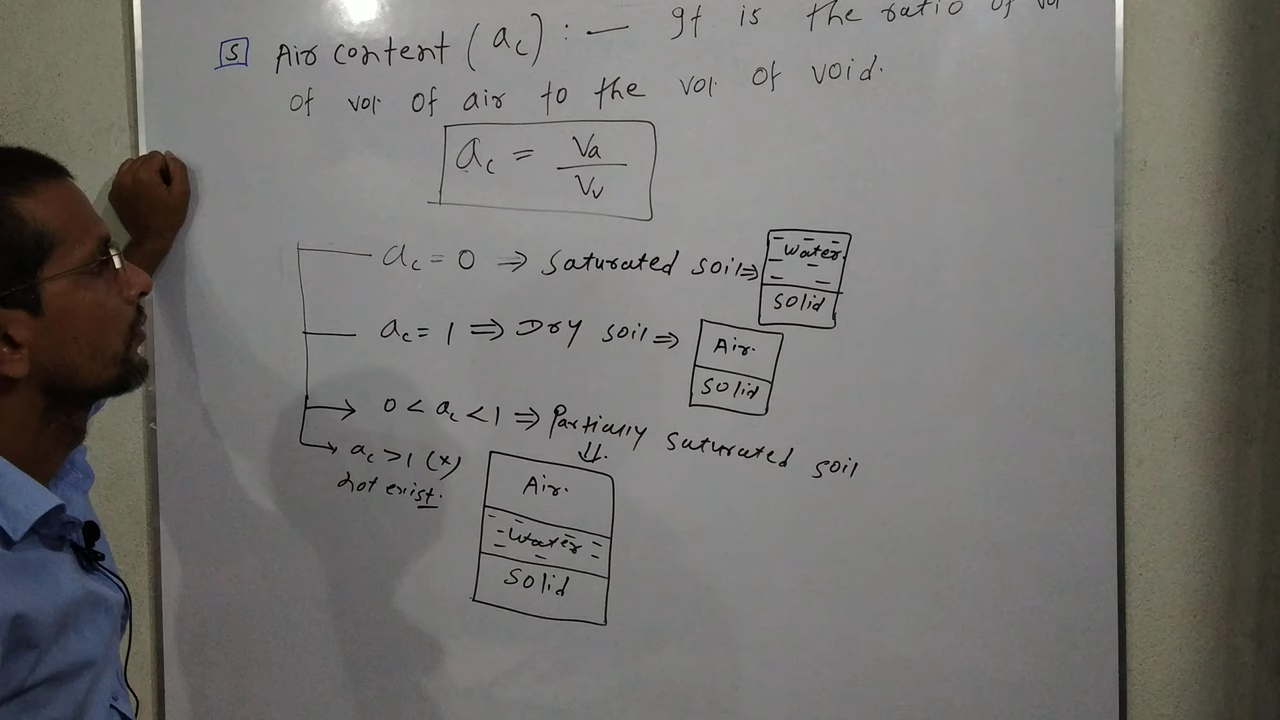 5 Air content (ac) : — It is the ratio of vol
of vol. of air to the vol. of void.
ac = Va / Vv
ac = 0 ⇒ saturated soil ⇒
Water
Solid
ac = 1 ⇒ Dry soil ⇒
Air.
Solid
0 < ac < 1 ⇒ Partially saturated soil
⇓.
ac > 1 (x)
not exist.
Air.
Water
Solid